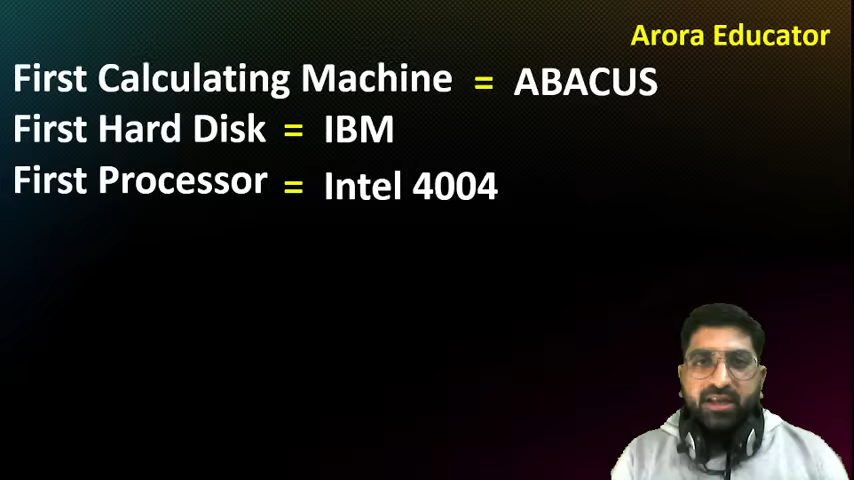 Arora Educator
First Calculating Machine = ABACUS
First Hard Disk = IBM
First Processor = Intel 4004